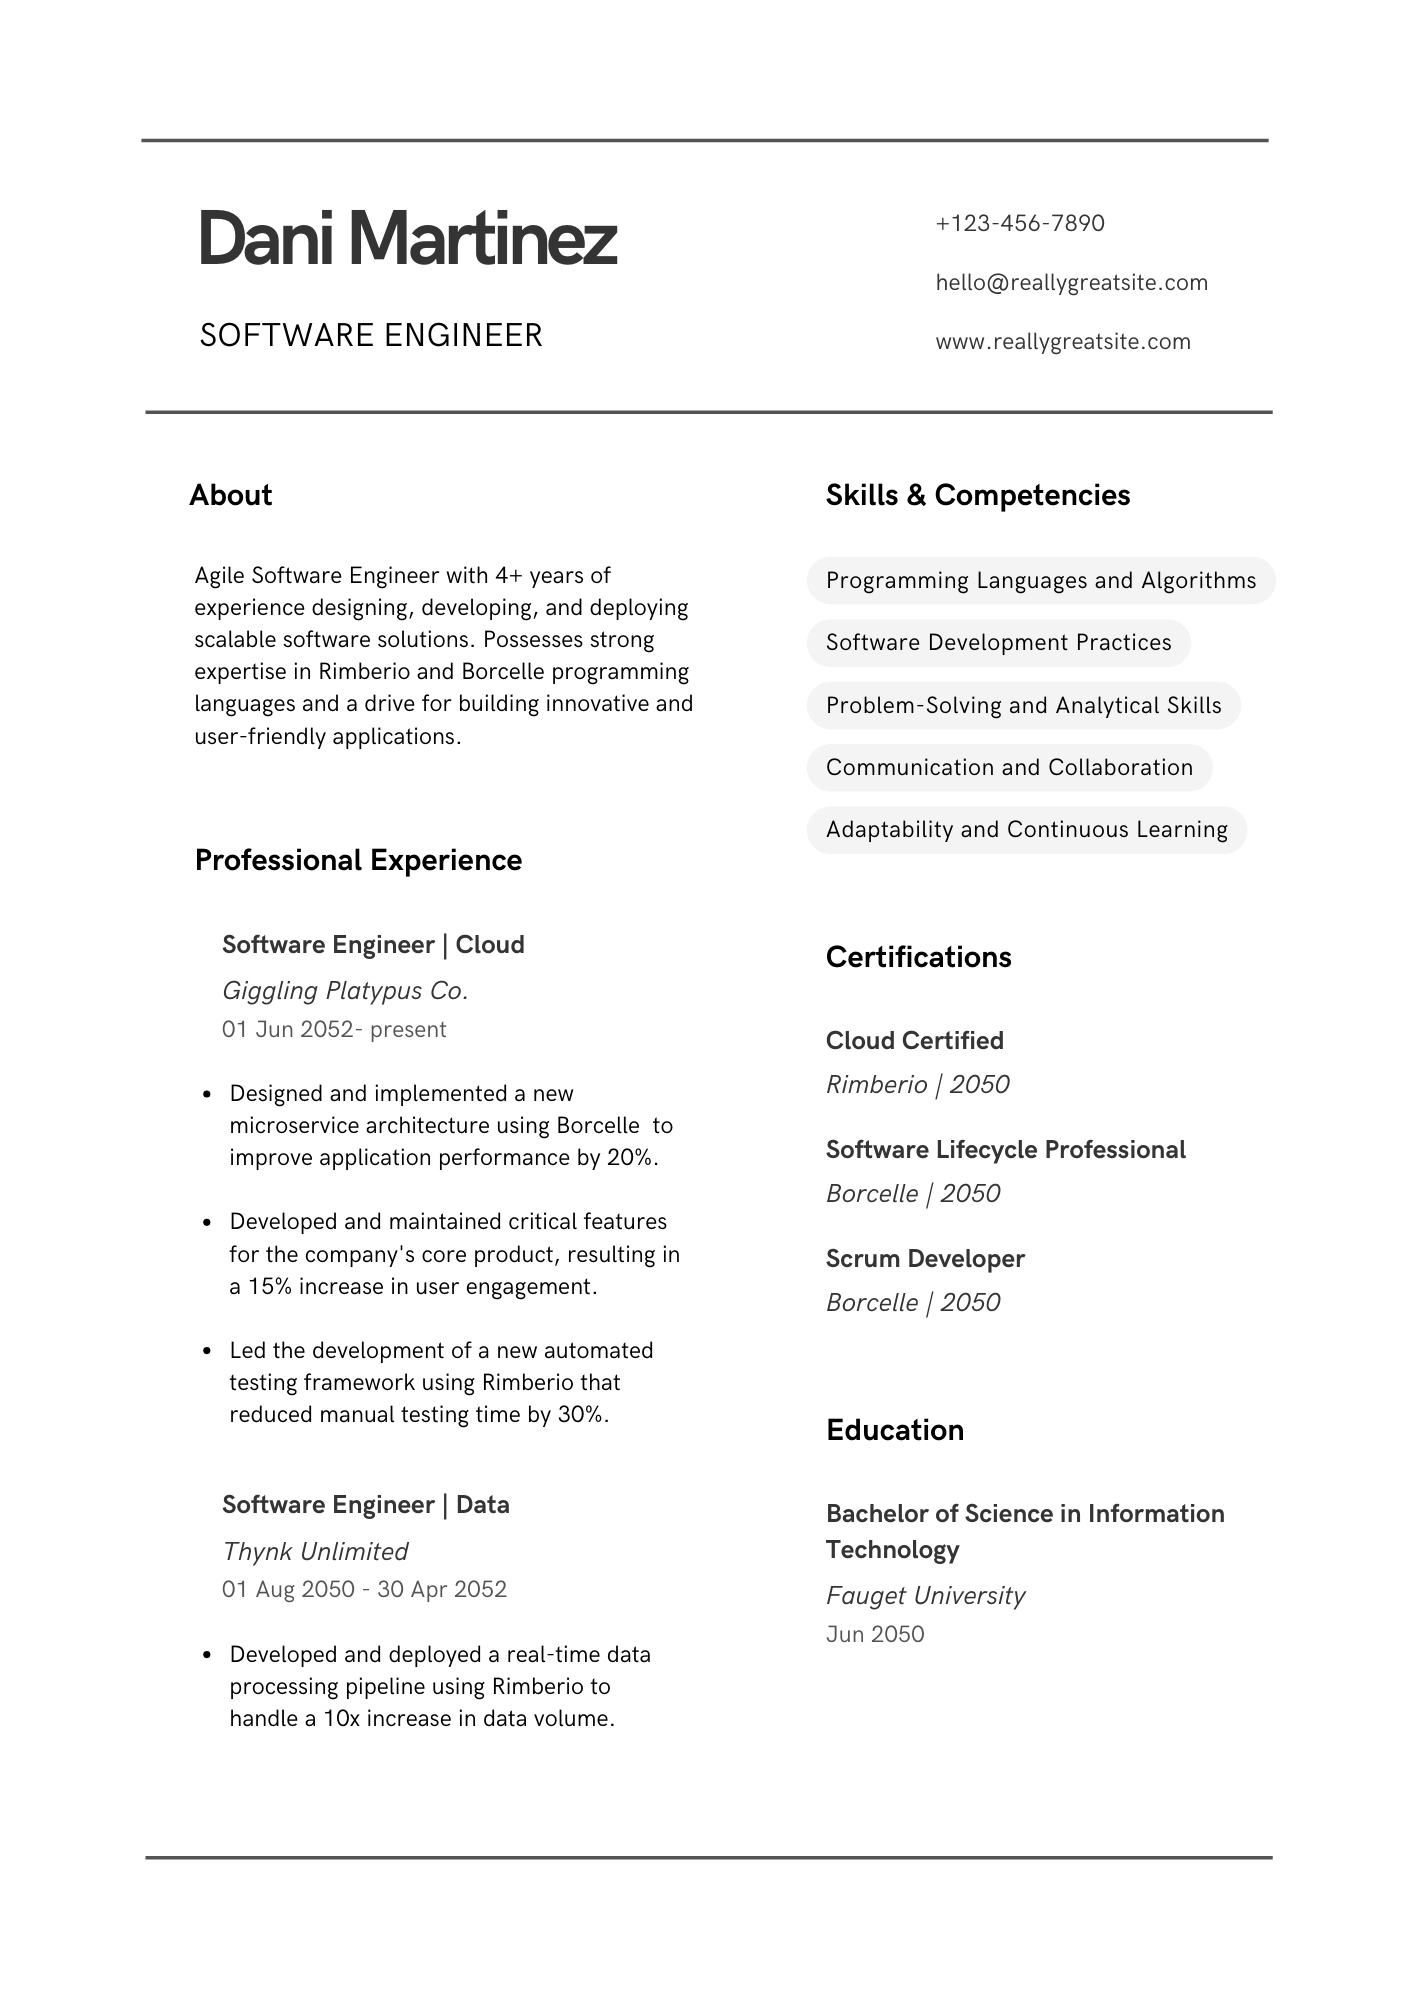 Dani Martinez
SOFTWARE ENGINEER
+123-456-7890
hello@reallygreatsite.com
www.reallygreatsite.com
About
Agile Software Engineer with 4+ years of
experience designing, developing, and deploying
scalable software solutions. Possesses strong
expertise in Rimberio and Borcelle programming
languages and a drive for building innovative and
user-friendly applications.
Professional Experience
Software Engineer | Cloud
Giggling Platypus Co.
01 Jun 2052- present
• Designed and implemented a new
microservice architecture using Borcelle  to
improve application performance by 20%.
• Developed and maintained critical features
for the company's core product, resulting in
a 15% increase in user engagement.
• Led the development of a new automated
testing framework using Rimberio that
reduced manual testing time by 30%.
Software Engineer | Data
Thynk Unlimited
01 Aug 2050 - 30 Apr 2052
• Developed and deployed a real-time data
processing pipeline using Rimberio to
handle a 10x increase in data volume.
Skills & Competencies
Programming Languages and Algorithms
Software Development Practices
Problem-Solving and Analytical Skills
Communication and Collaboration
Adaptability and Continuous Learning
Certifications
Cloud Certified
Rimberio | 2050
Software Lifecycle Professional
Borcelle | 2050
Scrum Developer
Borcelle | 2050
Education
Bachelor of Science in Information
Technology
Fauget University
Jun 2050